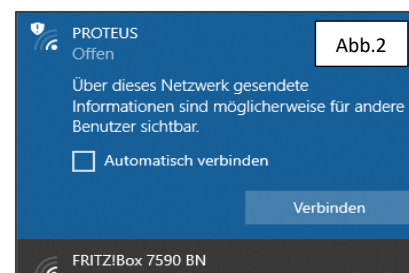 PROTEUS
Offen
Abb.2
Über dieses Netzwerk gesendete
Informationen sind möglicherweise für andere
Benutzer sichtbar.
Automatisch verbinden
Verbinden
FRITZ!Box 7590 BN